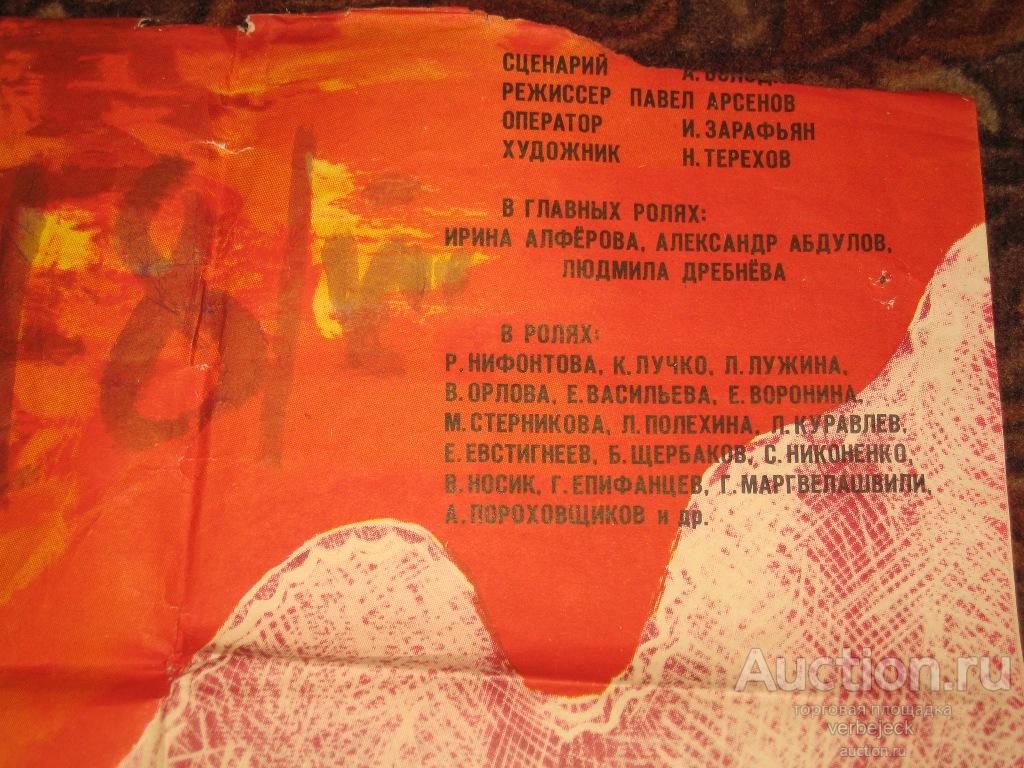 СЦЕНАРИЙ
РЕЖИССЕР ПАВЕЛ АРСЕНОВ
ОПЕРАТОР И. ЗАРАФЬЯН
ХУДОЖНИК Н. ТЕРЕХОВ
В ГЛАВНЫХ РОЛЯХ:
ИРИНА АЛФЁРОВА, АЛЕКСАНДР АБДУЛОВ,
ЛЮДМИЛА ДРЕБНЁВА
В РОЛЯХ:
Р. НИФОНТОВА, К. ЛУЧКО, Л. ЛУЖИНА,
В. ОРЛОВА, Е. ВАСИЛЬЕВА, Е. ВОРОНИНА,
М. СТЕРНИКОВА, Л. ПОЛЕХИНА, Л. КУРАВЛЕВ,
Е. ЕВСТИГНЕЕВ, Б. ЩЕРБАКОВ, С. НИКОНЕНКО,
В. НОСИК, Г. ЕПИФАНЦЕВ, Г. МАРГВЕЛАШВИЛИ,
А. ПОРОХОВЩИКОВ и др.
Auction.ru
торговая площадка
verbejeck
auction.ru